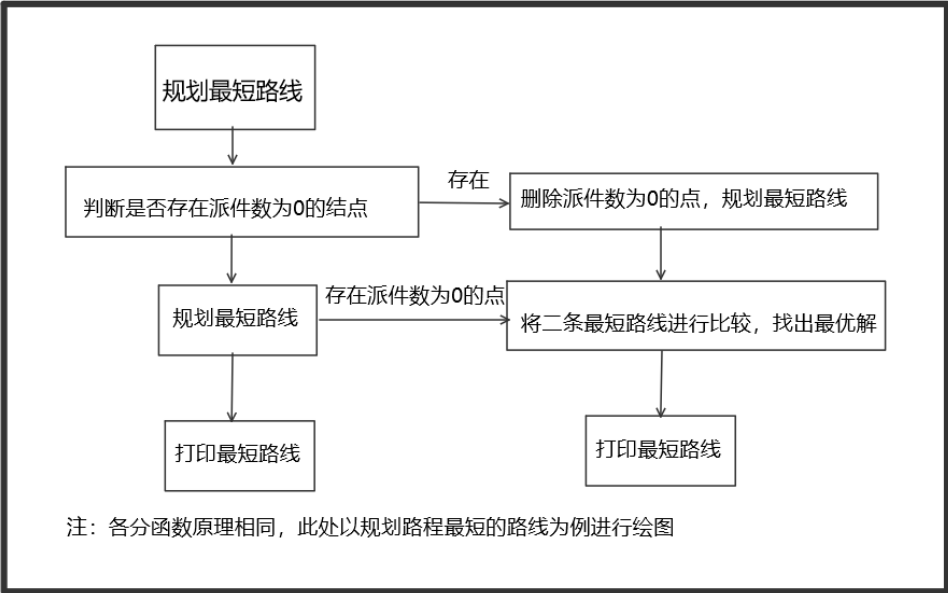 规划最短路线
判断是否存在派件数为0的结点
存在
删除派件数为0的点，规划最短路线
规划最短路线
存在派件数为0的点
将二条最短路线进行比较，找出最优解
打印最短路线
打印最短路线
注：各分函数原理相同，此处以规划路程最短的路线为例进行绘图